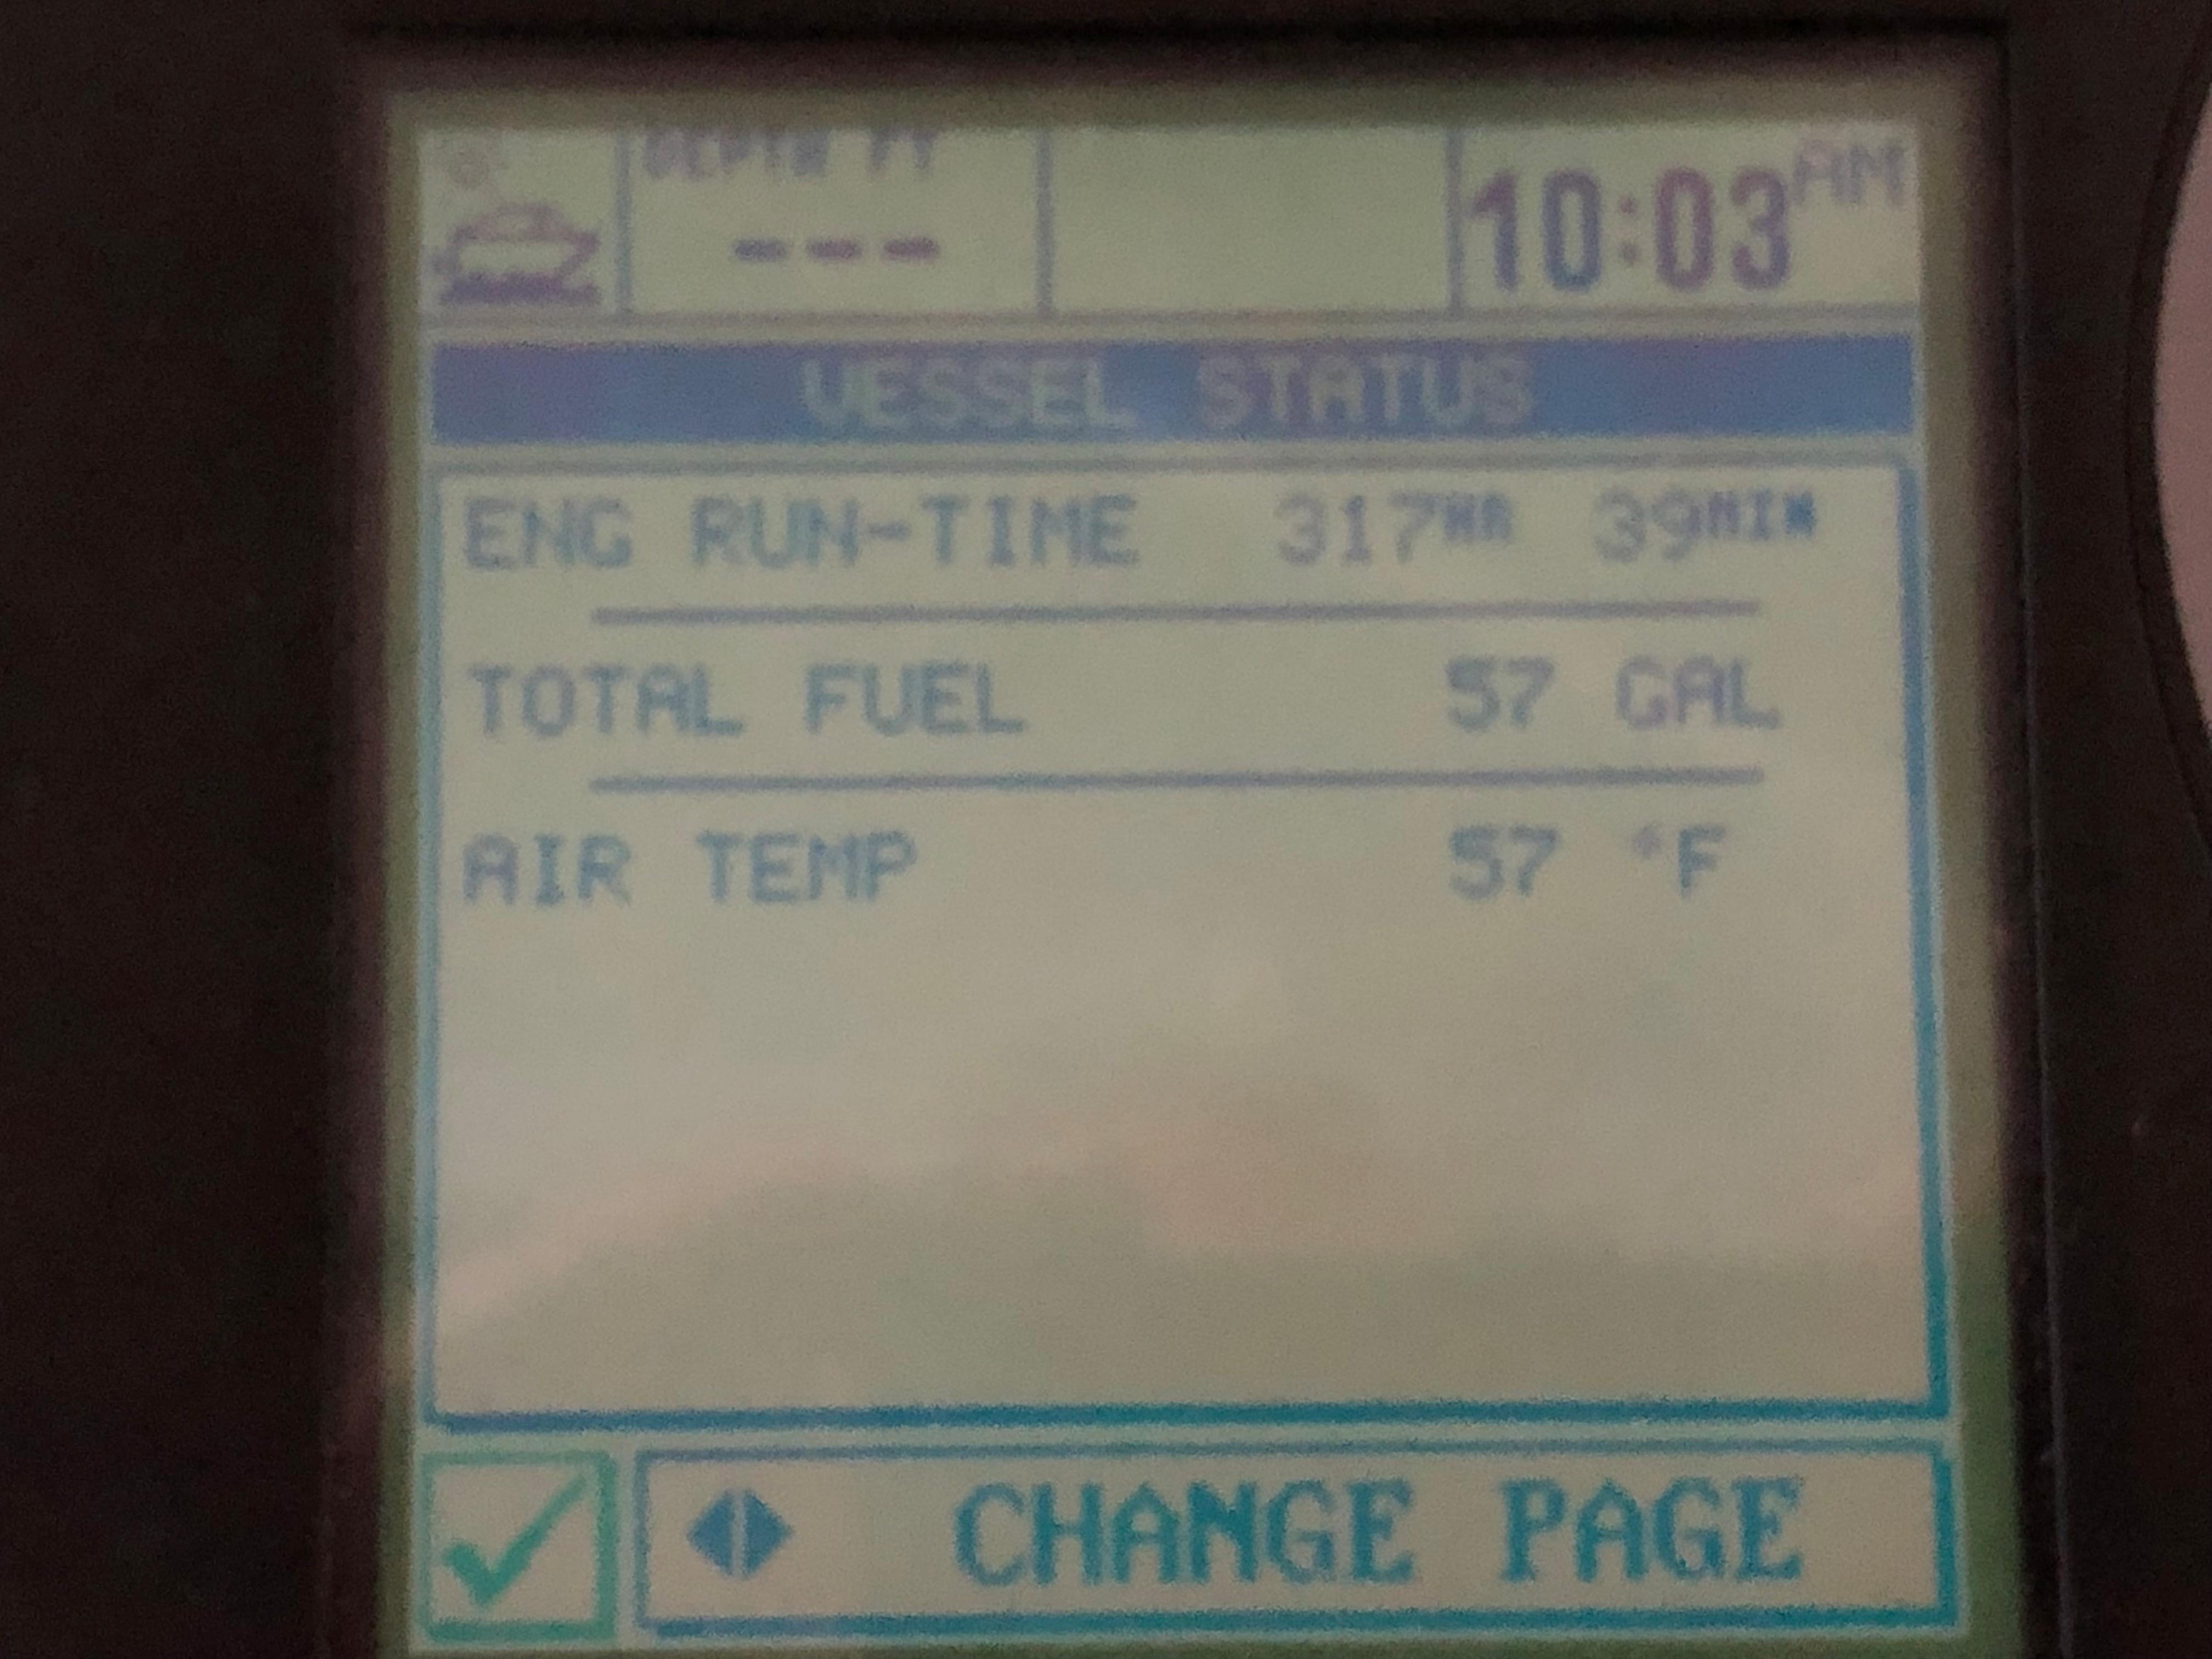 DEPTH FT
---
10:03 AM
VESSEL STATUS
ENG RUN-TIME 317HR 39MIN
TOTAL FUEL 57 GAL
AIR TEMP 57 °F
CHANGE PAGE